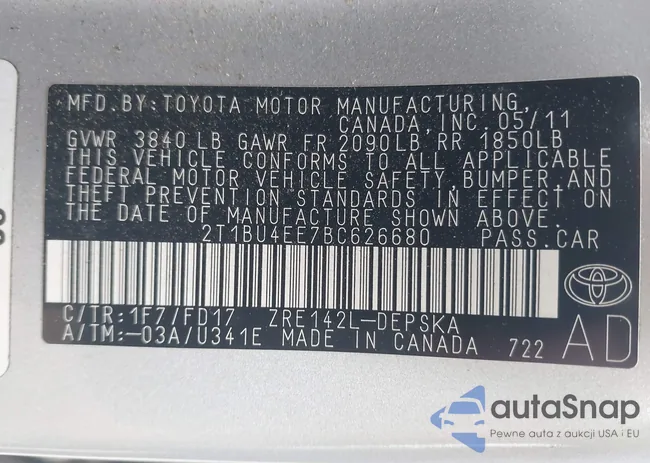 MFD. BY: TOYOTA MOTOR MANUFACTURING,
CANADA, INC. 05/11
GVWR 3840 LB GAWR FR 2090LB RR 1850LB
THIS VEHICLE CONFORMS TO ALL APPLICABLE
FEDERAL MOTOR VEHICLE SAFETY, BUMPER, AND
THEFT PREVENTION STANDARDS IN EFFECT ON
THE DATE OF MANUFACTURE SHOWN ABOVE.
2T1BU4EE7BC626680 PASS.CAR
C/TR: 1F7/FD17 ZRE142L-DEPSKA
A/TM:-03A/U341E MADE IN CANADA 722 AD
autaSnap
Pewne auta z aukcji USA i EU